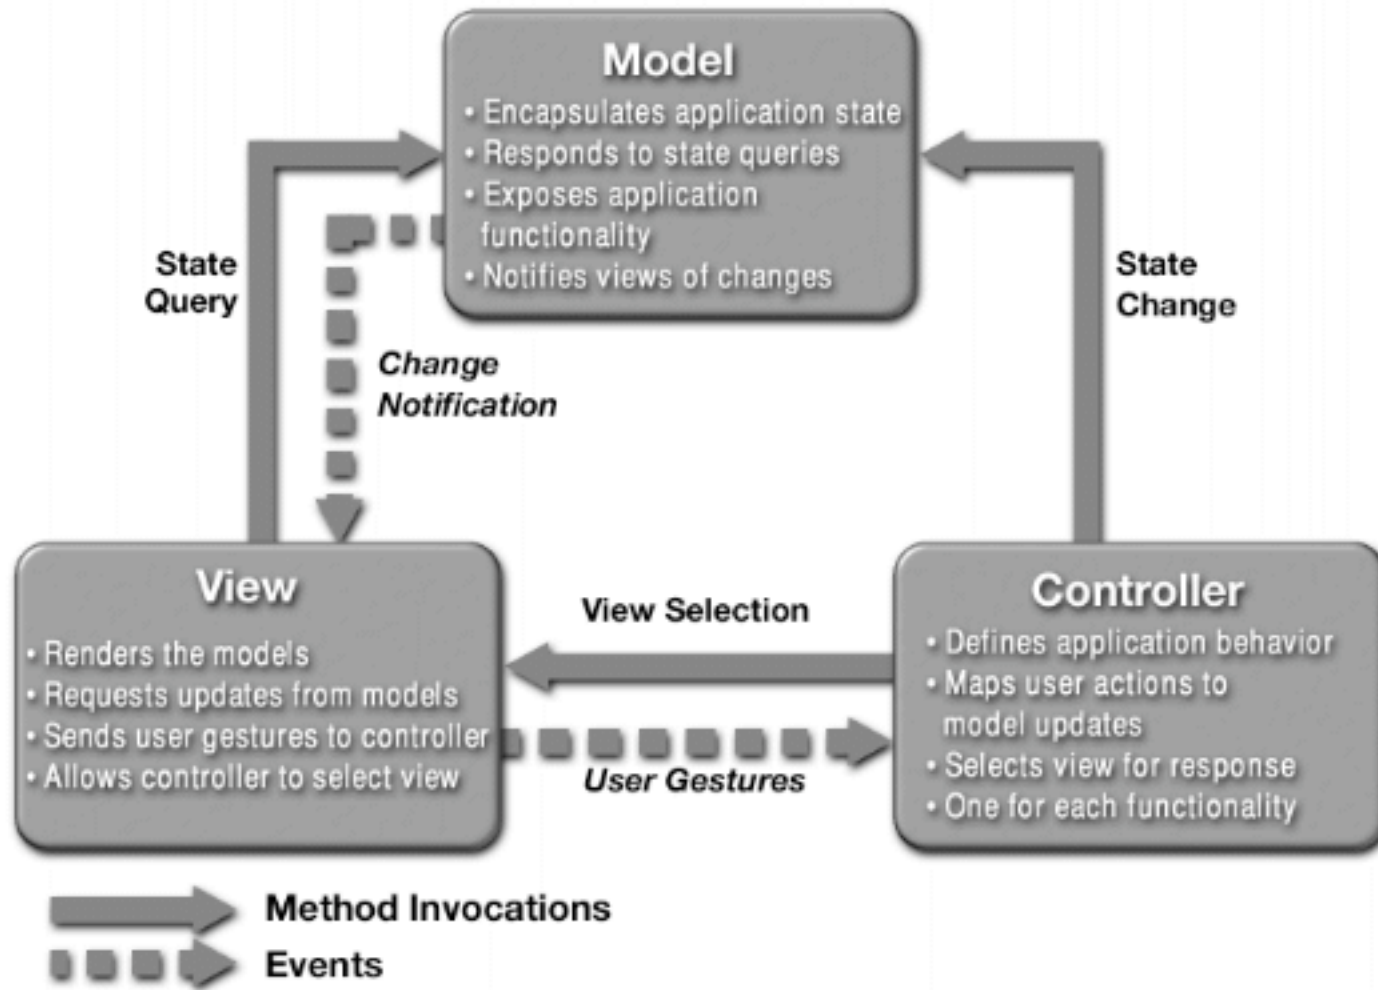 Model
• Encapsulates application state
• Responds to state queries
• Exposes application
functionality
• Notifies views of changes
State
Query
Change
Notification
State
Change
View
• Renders the models
• Requests updates from models
• Sends user gestures to controller
• Allows controller to select view
View Selection
User Gestures
Controller
• Defines application behavior
• Maps user actions to
model updates
• Selects view for response
• One for each functionality
Method Invocations
Events